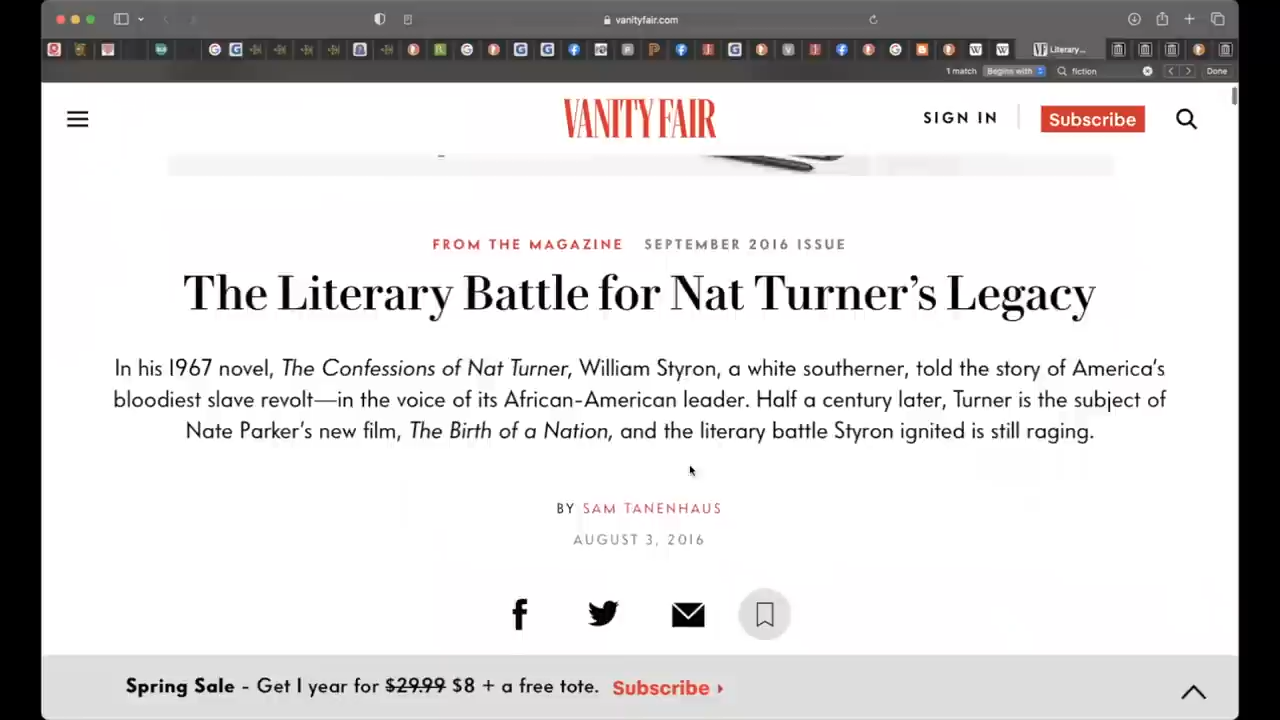 vanityfair.com
Literary...
1 match Begins with fiction Done
VANITY FAIR
SIGN IN Subscribe
FROM THE MAGAZINE SEPTEMBER 2016 ISSUE
The Literary Battle for Nat Turner's Legacy
In his 1967 novel, The Confessions of Nat Turner, William Styron, a white southerner, told the story of America's
bloodiest slave revolt—in the voice of its African-American leader. Half a century later, Turner is the subject of
Nate Parker's new film, The Birth of a Nation, and the literary battle Styron ignited is still raging.
BY SAM TANENHAUS
AUGUST 3, 2016
Spring Sale - Get 1 year for $29.99 $8 + a free tote. Subscribe